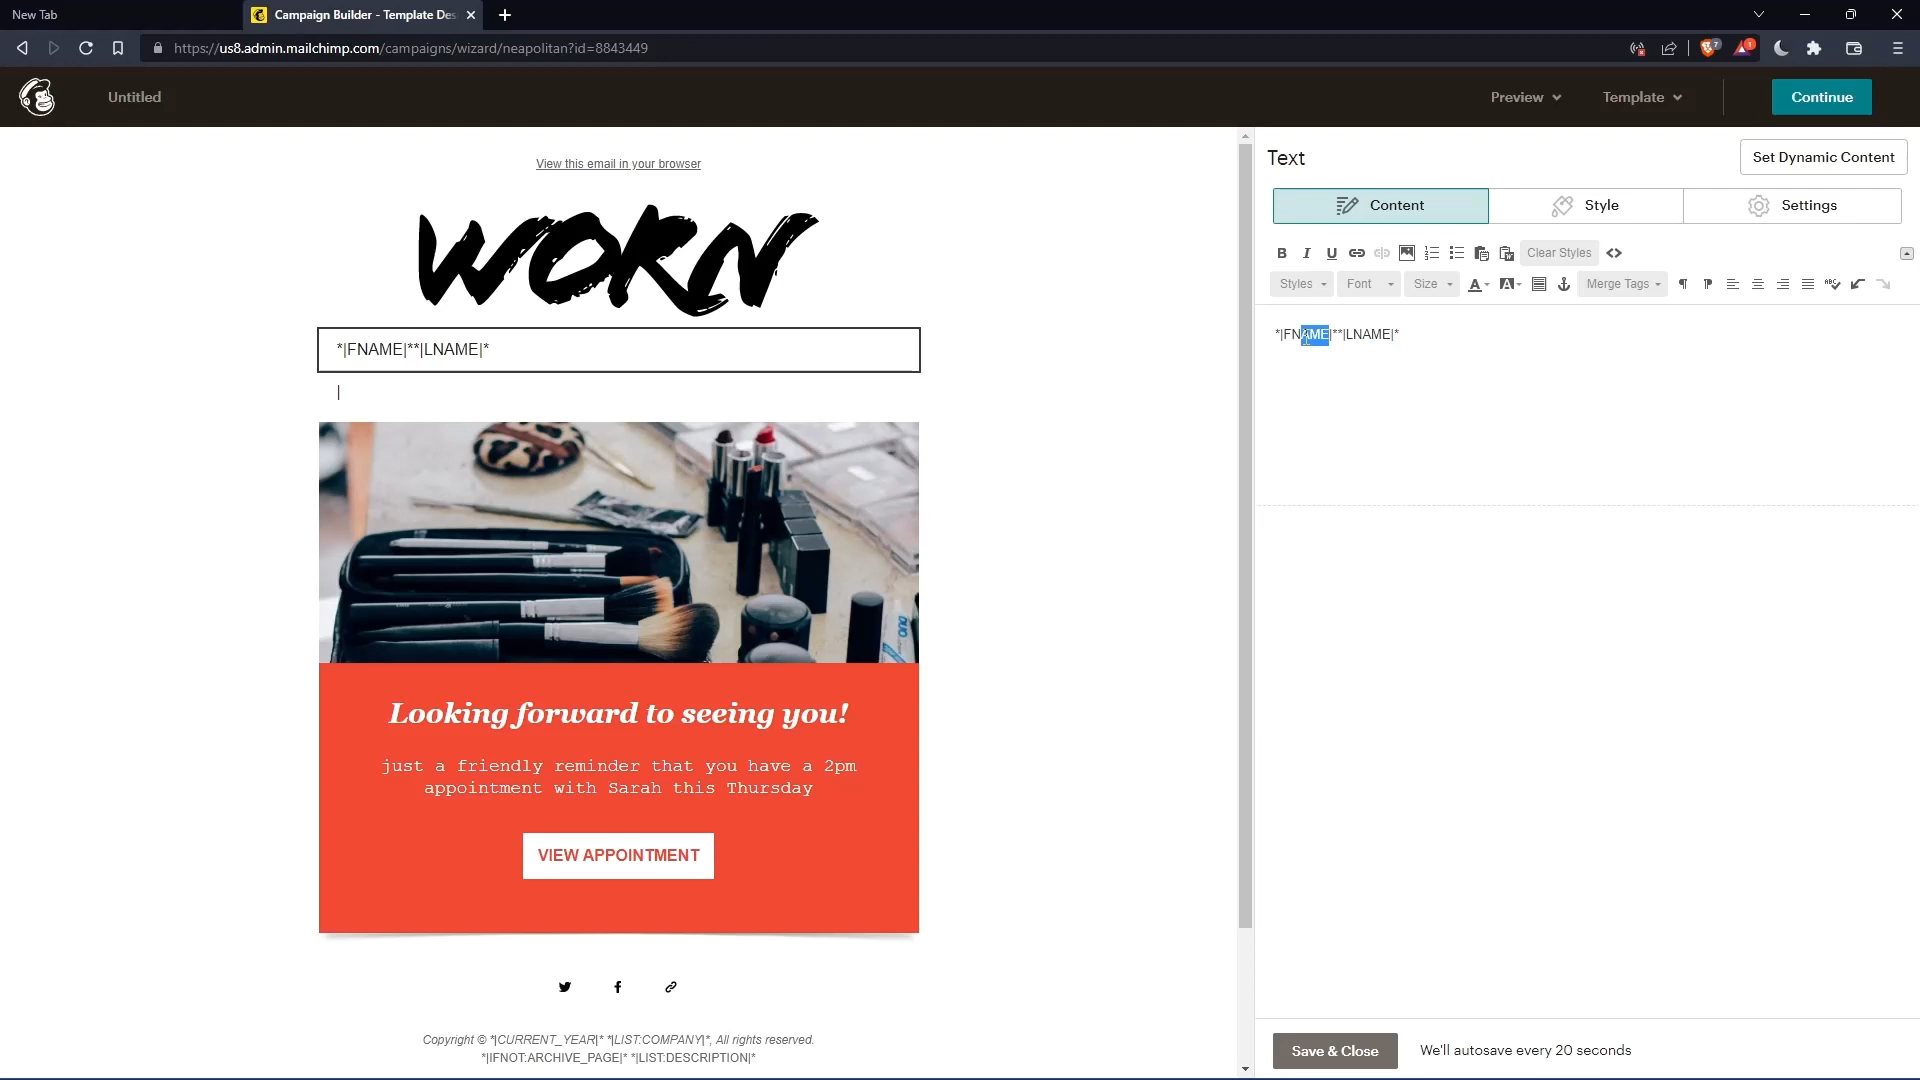 New Tab
Campaign Builder - Template Des
https://us8.admin.mailchimp.com/campaigns/wizard/neapolitan?id=8843449
7
1
Untitled
Preview
Template
Continue
View this email in your browser
WORN
*|FNAME|**|LNAME|*
Looking forward to seeing you!
just a friendly reminder that you have a 2pm
appointment with Sarah this Thursday
VIEW APPOINTMENT
Copyright © *|CURRENT_YEAR|* *|LIST:COMPANY|*, All rights reserved.
*|IFNOT:ARCHIVE_PAGE|* *|LIST:DESCRIPTION|*
Text
Set Dynamic Content
Content
Style
Settings
B I U
Clear Styles
Styles
Font
Size
A
A
Merge Tags
ABC
*|FNAME|**|LNAME|*
Save & Close
We'll autosave every 20 seconds